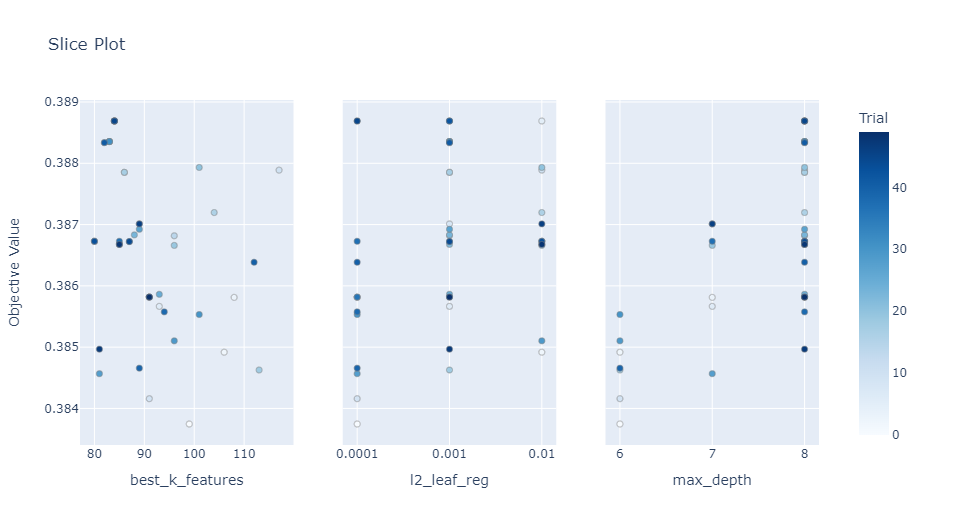 Slice Plot
Objective Value
0.389
0.388
0.387
0.386
0.385
0.384
80 90 100 110
best_k_features
0.0001 0.001 0.01
l2_leaf_reg
6 7 8
max_depth
Trial
40
30
20
10
0